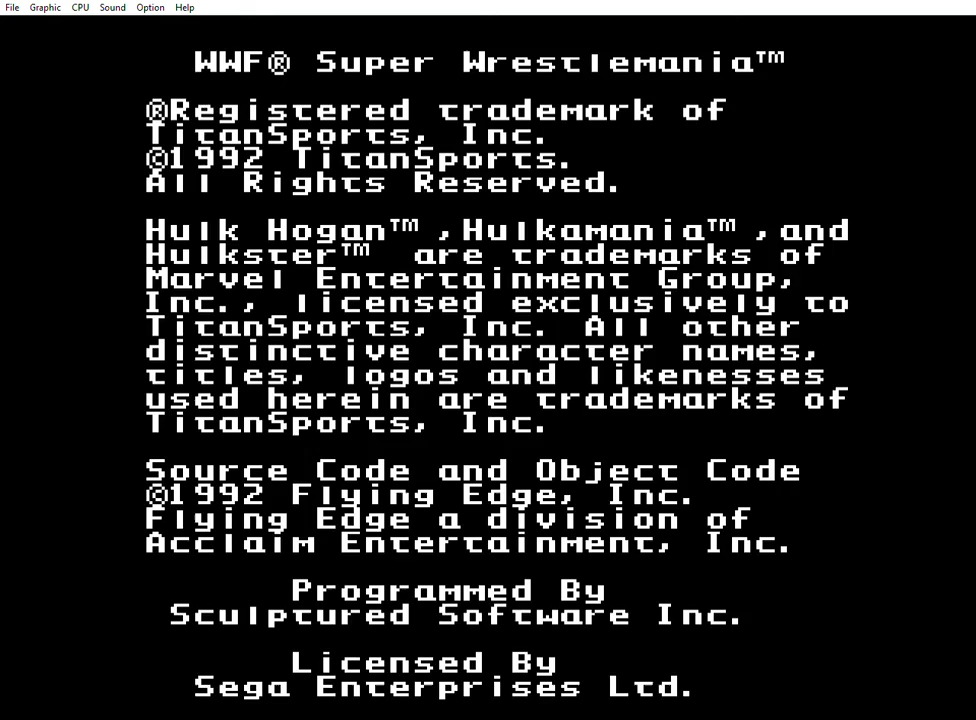 File Graphic CPU Sound Option Help
WWF® Super Wrestlemania™
®Registered trademark of
TitanSports, Inc.
©1992 TitanSports.
All Rights Reserved.
Hulk Hogan™ ,Hulkamania™ ,and
Hulkster™ are trademarks of
Marvel Entertainment Group,
Inc., licensed exclusively to
TitanSports, Inc. All other
distinctive character names,
titles, logos and likenesses
used herein are trademarks of
TitanSports, Inc.
Source Code and Object Code
©1992 Flying Edge, Inc.
Flying Edge a division of
Acclaim Entertainment, Inc.
Programmed By
Sculptured Software Inc.
Licensed By
Sega Enterprises Ltd.